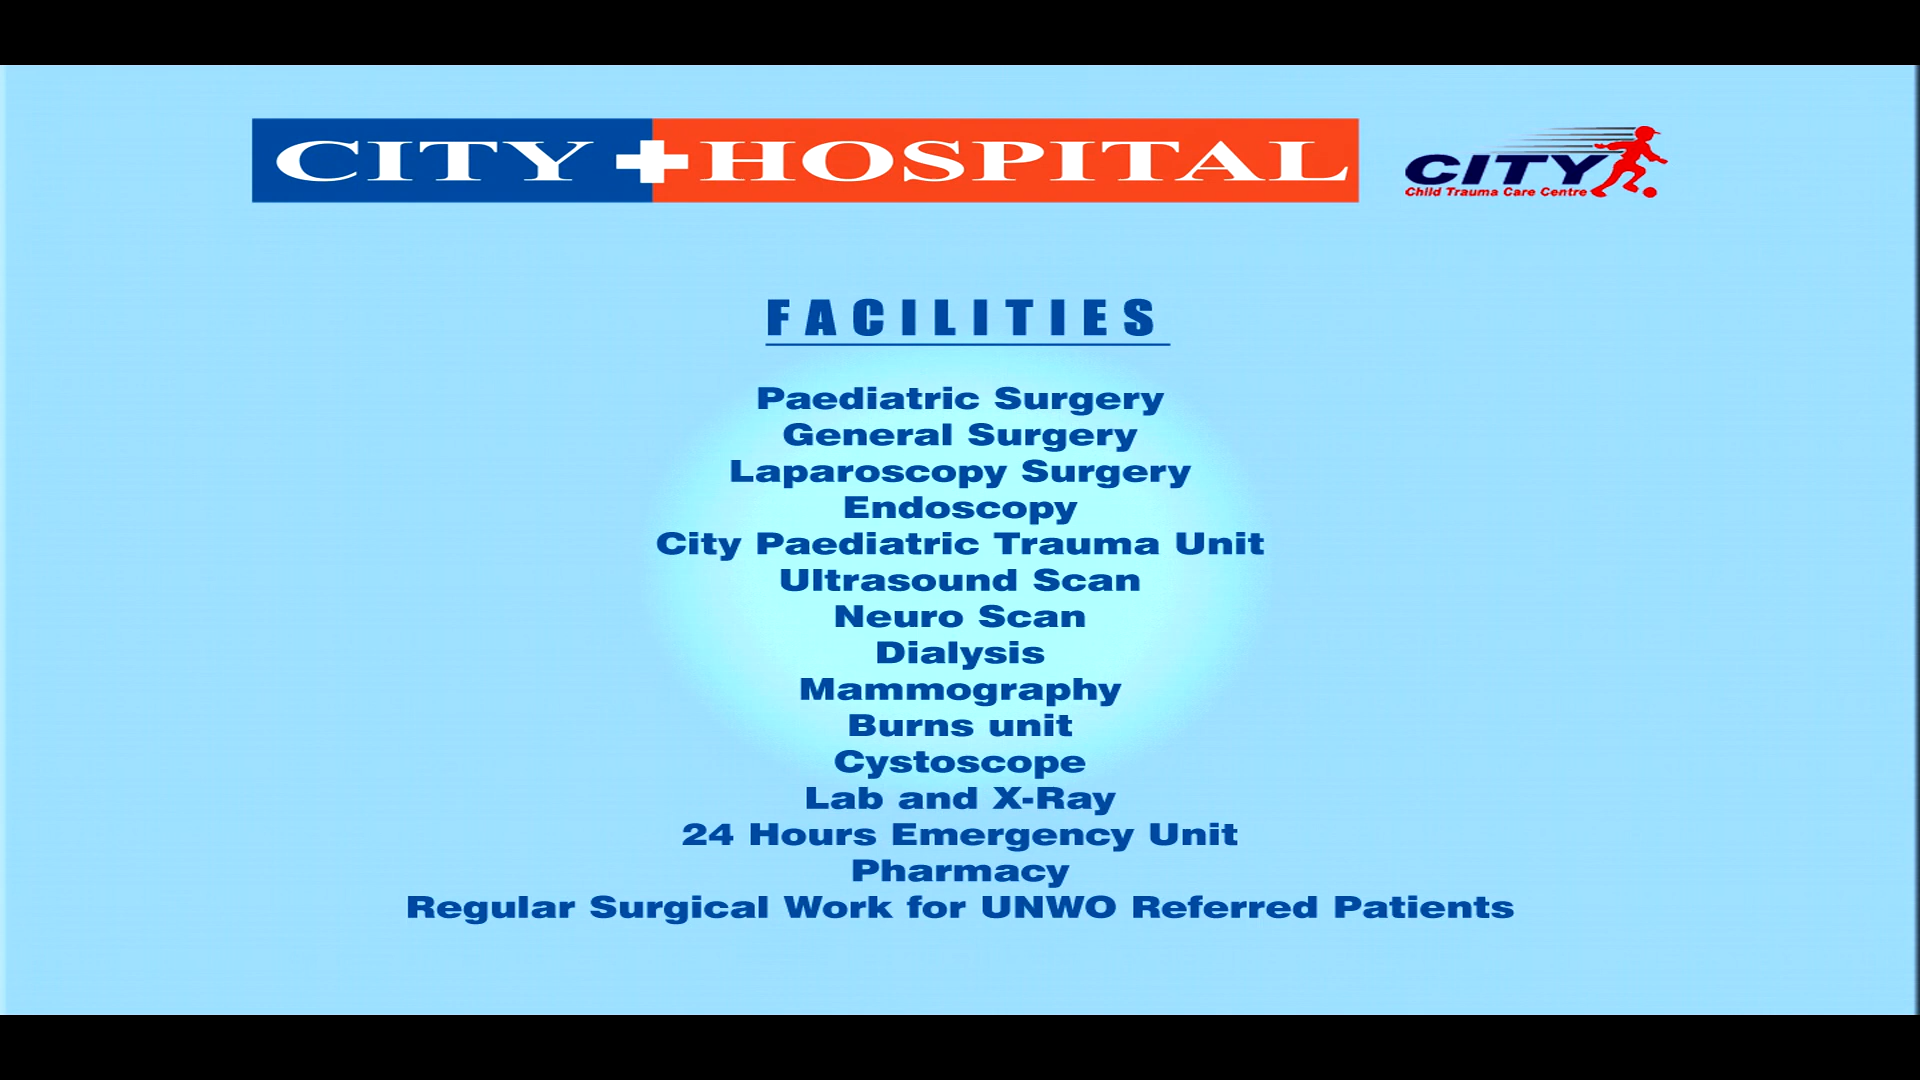 CITY HOSPITAL
CITY
Child Trauma Care Centre
FACILITIES
Paediatric Surgery
General Surgery
Laparoscopy Surgery
Endoscopy
City Paediatric Trauma Unit
Ultrasound Scan
Neuro Scan
Dialysis
Mammography
Burns unit
Cystoscope
Lab and X-Ray
24 Hours Emergency Unit
Pharmacy
Regular Surgical Work for UNWO Referred Patients